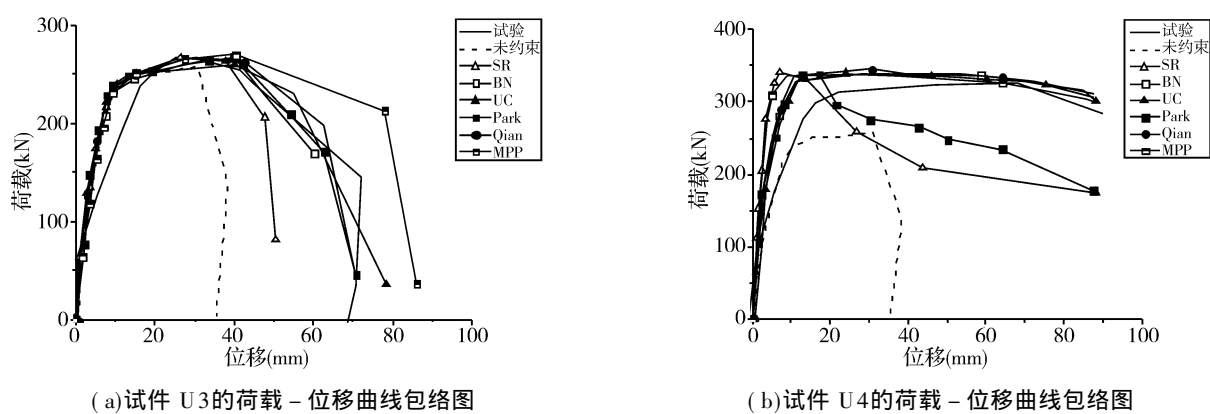 300
200
100
0
0
20
40
60
80
100
荷载(kN)
位移(mm)
试验
未约束
SR
BN
UC
Park
Qian
MPP
(a)试件 U3的荷载－位移曲线包络图
400
300
200
100
0
0
20
40
60
80
100
荷载(kN)
位移(mm)
试验
未约束
SR
BN
UC
Park
Qian
MPP
(b)试件 U4的荷载－位移曲线包络图